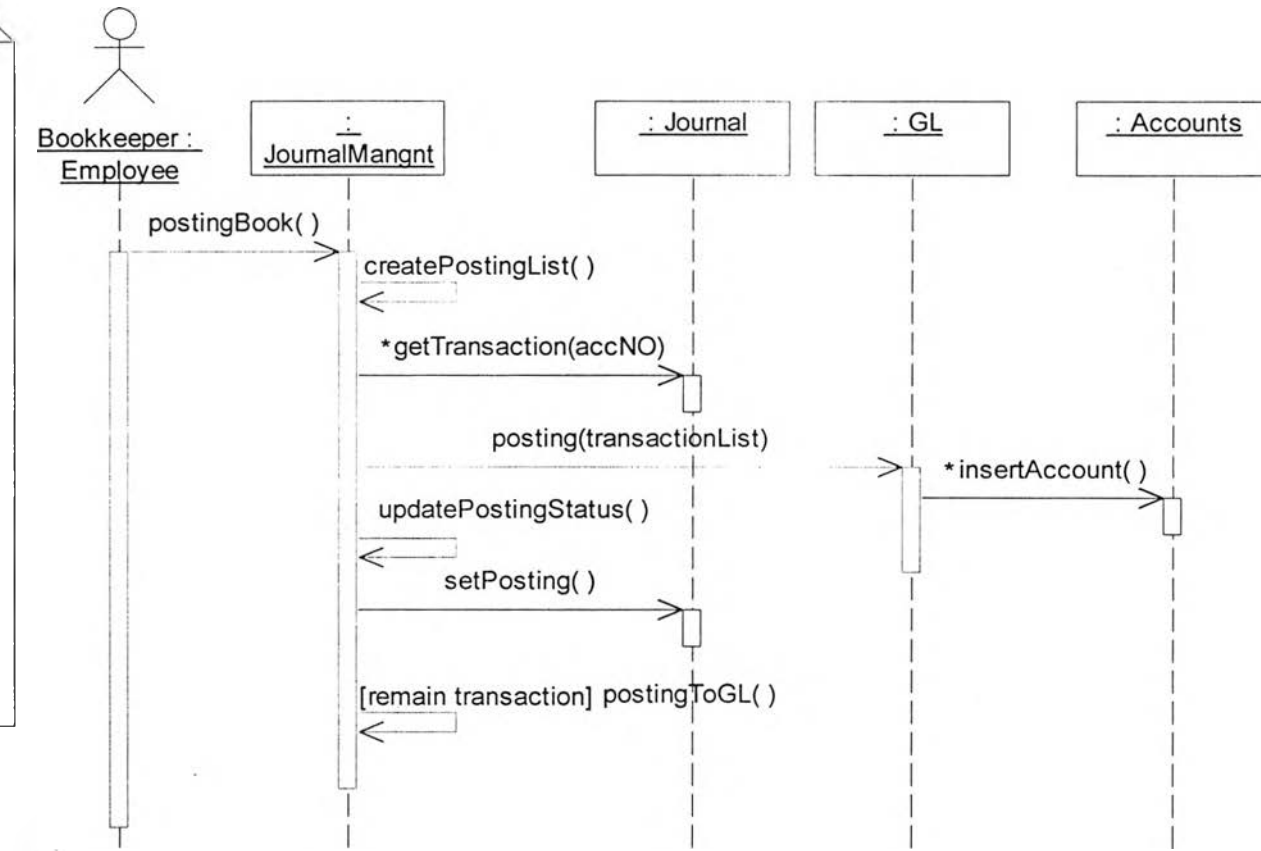 Bookkeeper :
Employee
:
JournalMangnt
: Journal
: GL
: Accounts
postingBook( )
createPostingList( )
*getTransaction(accNO)
posting(transactionList)
*insertAccount( )
updatePostingStatus( )
setPosting( )
[remain transaction] postingToGL( )